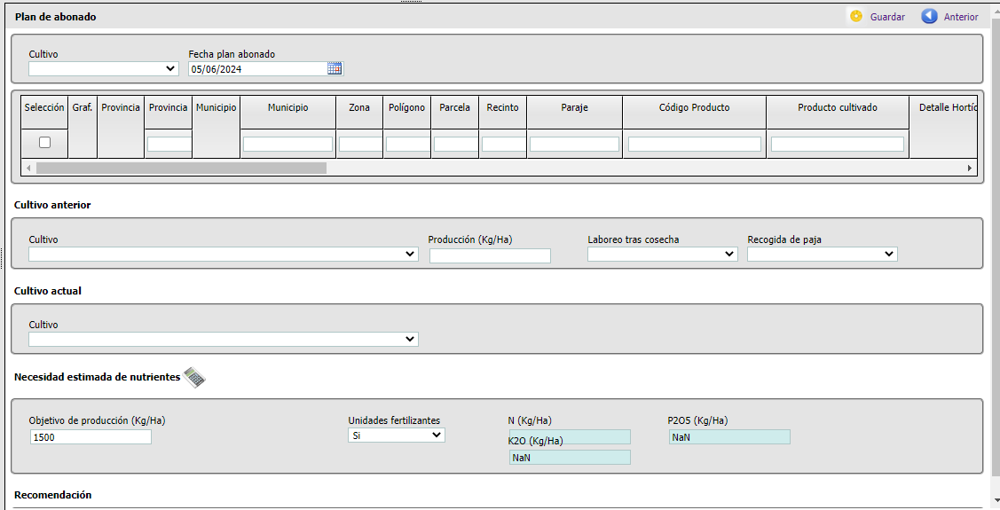 Plan de abonado Guardar Anterior
Cultivo Fecha plan abonado
05/06/2024
Selección Graf. Provincia Provincia Municipio Municipio Zona Polígono Parcela Recinto Paraje Código Producto Producto cultivado Detalle Hortíc
Cultivo anterior
Cultivo Producción (Kg/Ha) Laboreo tras cosecha Recogida de paja
Cultivo actual
Cultivo
Necesidad estimada de nutrientes
Objetivo de producción (Kg/Ha) Unidades fertilizantes N (Kg/Ha) P2O5 (Kg/Ha)
1500 Si NaN
K2O (Kg/Ha)
NaN
Recomendación